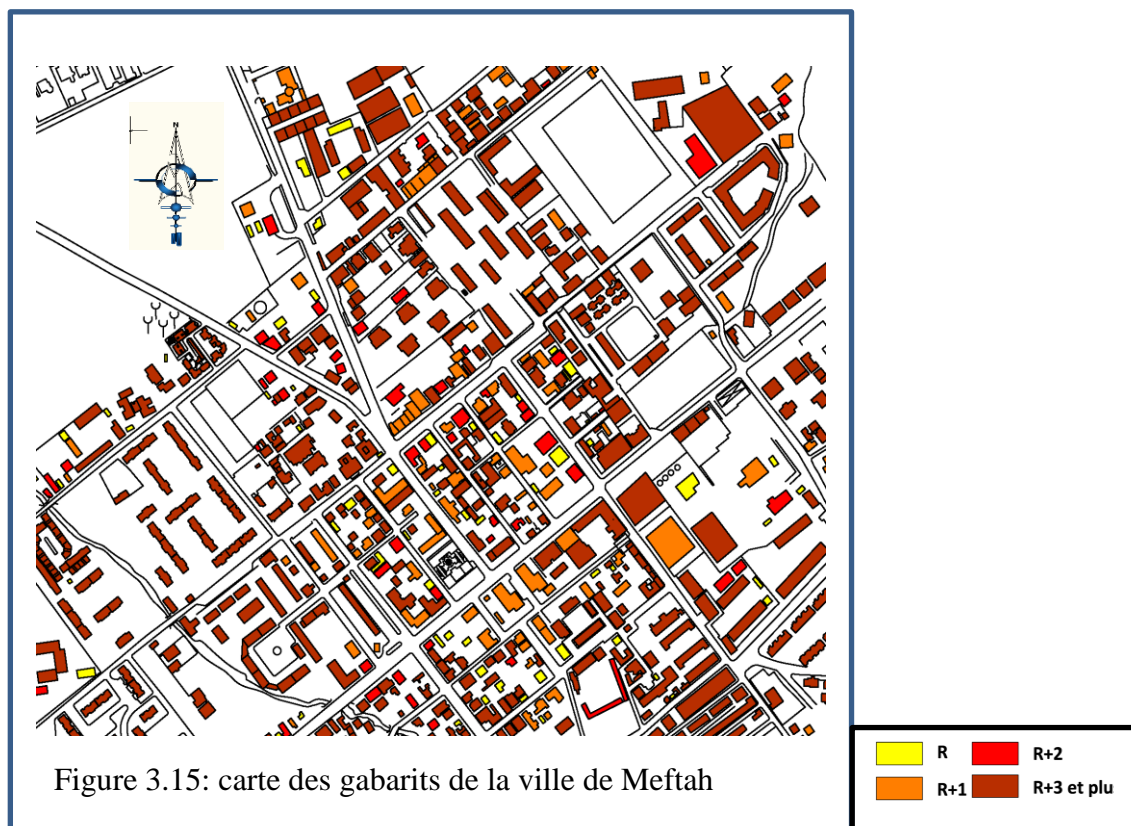 N
Figure 3.15: carte des gabarits de la ville de Meftah
R
R+2
R+1
R+3 et plu